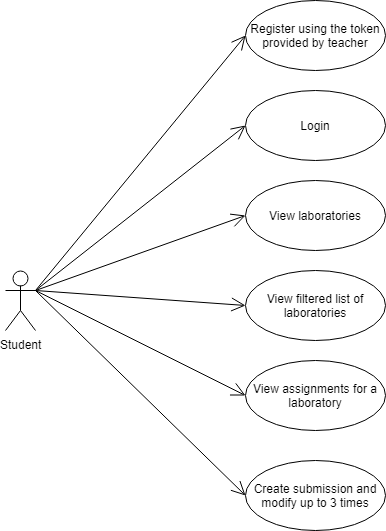 Register using the token
provided by teacher
Login
View laboratories
View filtered list of
laboratories
Student
View assignments for a
laboratory
Create submission and
modify up to 3 times